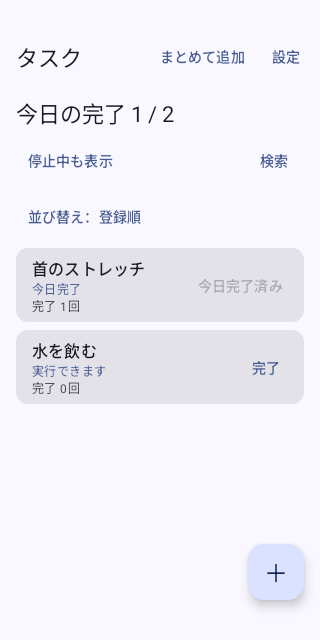 タスク
まとめて追加
設定
今日の完了 1 / 2
停止中も表示
検索
並び替え：登録順
首のストレッチ
今日完了
完了 1回
今日完了済み
水を飲む
実行できます
完了 0回
完了